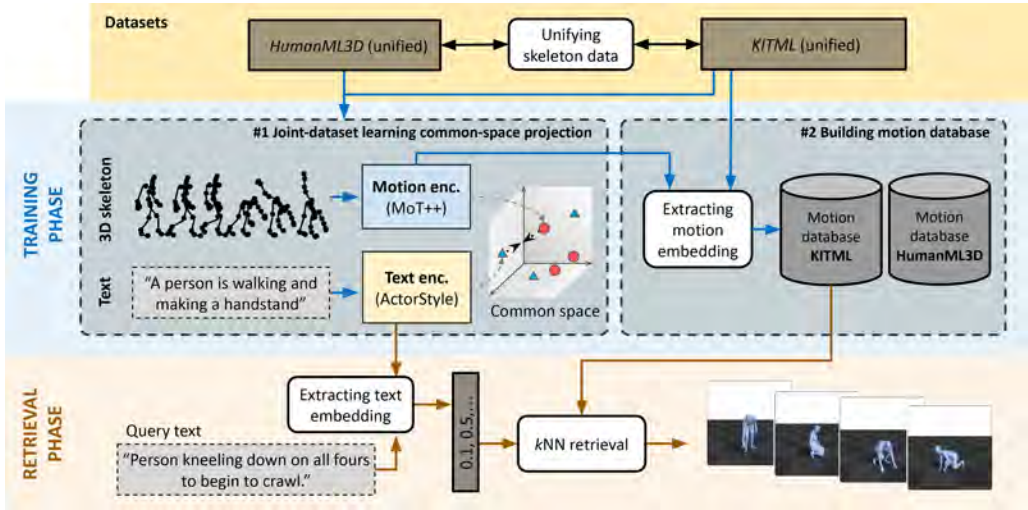 Datasets
HumanML3D (unified)
Unifying
skeleton data
KITML (unified)
TRAINING
PHASE
#1 Joint-dataset learning common-space projection
3D skeleton
Motion enc.
(MoT++)
Text
“A person is walking and
making a handstand”
Text enc.
(ActorStyle)
Common space
#2 Building motion database
Extracting
motion
embedding
Motion
database
KITML
Motion
database
HumanML3D
RETRIEVAL
PHASE
Extracting text
embedding
Query text
“Person kneeling down on all fours
to begin to crawl.”
0.1, 0.5,...
kNN retrieval